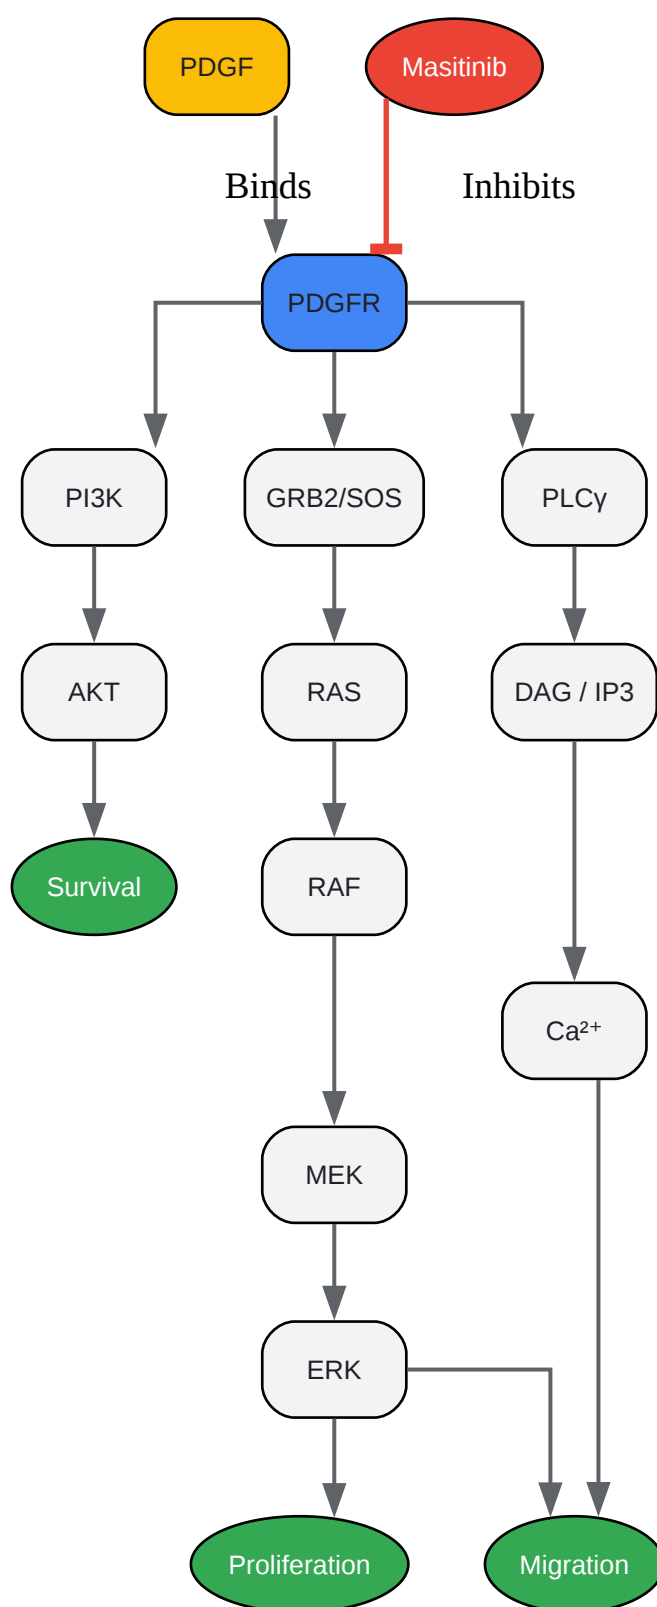 PDGF
Masitinib
Binds
Inhibits
PDGFR
PI3K
GRB2/SOS
PLCγ
AKT
RAS
DAG / IP3
Survival
RAF
Ca²⁺
MEK
ERK
Proliferation
Migration